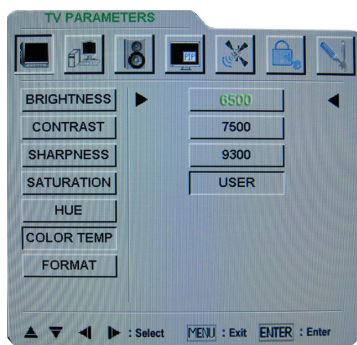 TV PARAMETERS
PIP
BRIGHTNESS 6500
CONTRAST 7500
SHARPNESS 9300
SATURATION USER
HUE
COLOR TEMP
FORMAT
: Select MENU : Exit ENTER : Enter